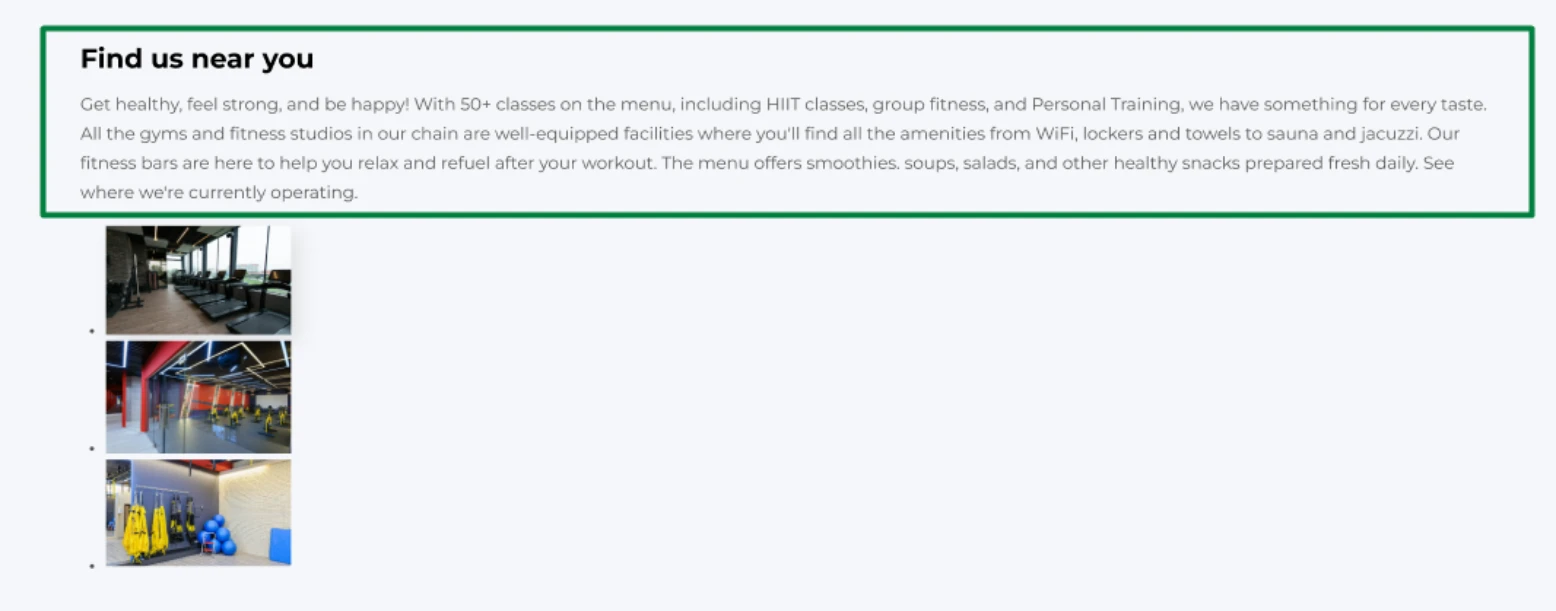 Find us near you
Get healthy, feel strong, and be happy! With 50+ classes on the menu, including HIIT classes, group fitness, and Personal Training, we have something for every taste.
All the gyms and fitness studios in our chain are well-equipped facilities where you'll find all the amenities from WiFi, lockers and towels to sauna and jacuzzi. Our
fitness bars are here to help you relax and refuel after your workout. The menu offers smoothies. soups, salads, and other healthy snacks prepared fresh daily. See
where we're currently operating.